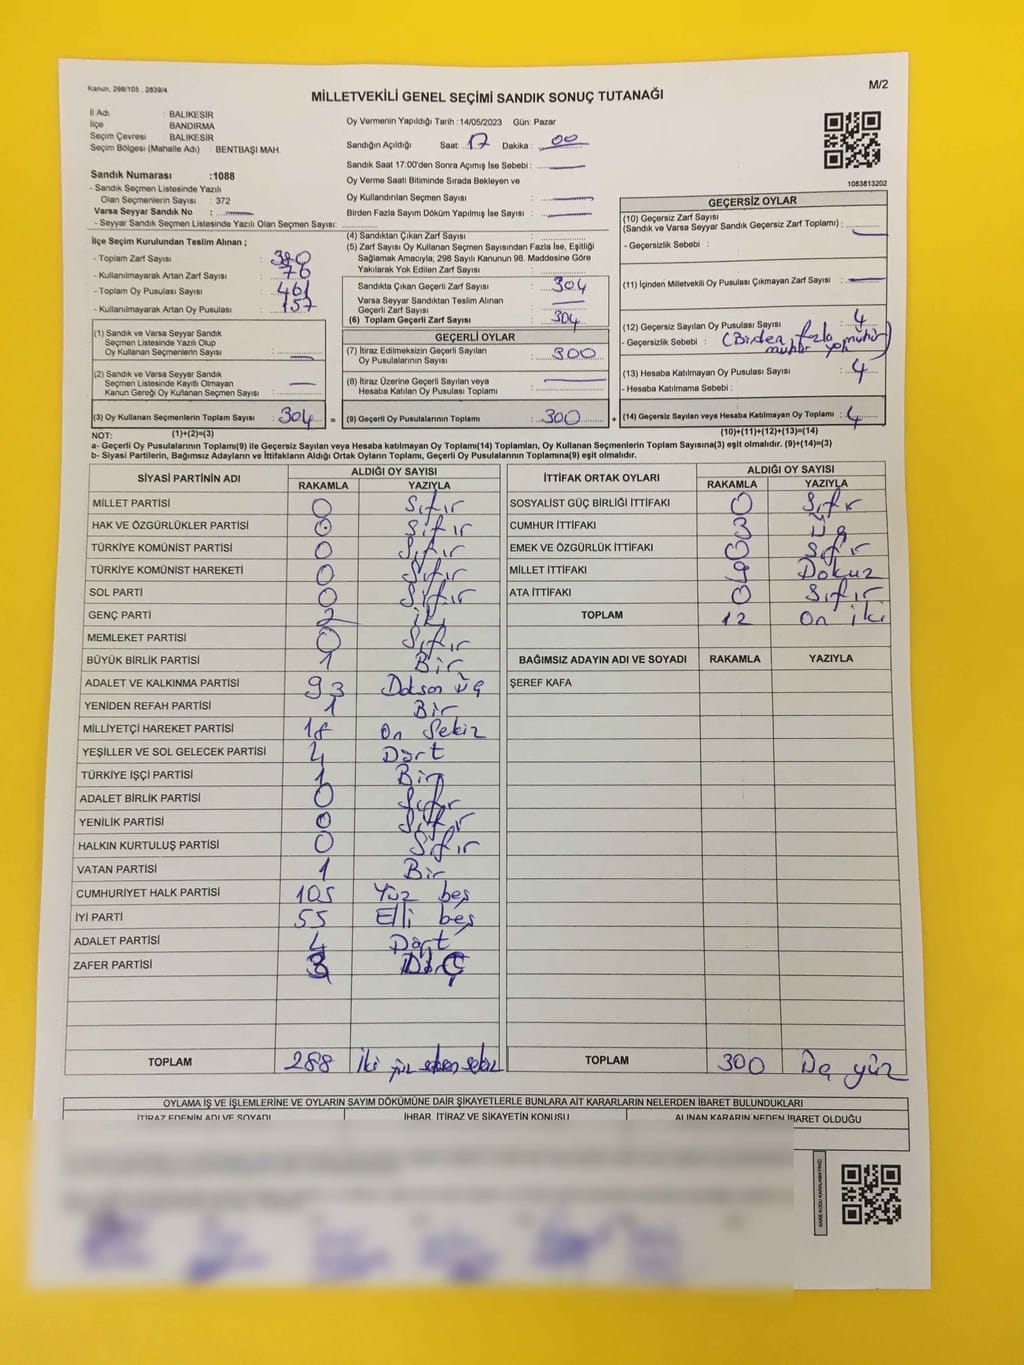 Kanun, 298/105 . 2839/4
M/2
MİLLETVEKİLİ GENEL SEÇİMİ SANDIK SONUÇ TUTANAĞI
İl Adı : BALIKESİR
İlçe : BANDIRMA
Seçim Çevresi : BALIKESİR
Seçim Bölgesi (Mahalle Adı) : BENTBAŞI MAH.
Sandık Numarası :1088
- Sandık Seçmen Listesinde Yazılı
Olan Seçmenlerin Sayısı : 372
Varsa Seyyar Sandık No :
- Seyyar Sandık Seçmen Listesinde Yazılı Olan Seçmen Sayısı:
Oy Vermenin Yapıldığı Tarih :14/05/2023 Gün: Pazar
Sandığın Açıldığı Saat: 17 Dakika : 00
Sandık Saat 17:00'den Sonra Açımış İse Sebebi :
Oy Verme Saati Bitiminde Sırada Bekleyen ve
Oy Kullandırılan Seçmen Sayısı :
Birden Fazla Sayım Döküm Yapılmış İse Sayısı :
1083813202
İlçe Seçim Kurulundan Teslim Alınan ;
- Toplam Zarf Sayısı : 380
- Kullanılmayarak Artan Zarf Sayısı : 76
- Toplam Oy Pusulası Sayısı : 461
- Kullanılmayarak Artan Oy Pusulası : 157
(1) Sandık ve Varsa Seyyar Sandık
Seçmen Listesinde Yazılı Olup
Oy Kullanan Seçmenlerin Sayısı :
(2) Sandık ve Varsa Seyyar Sandık
Seçmen Listesinde Kayıtlı Olmayan
Kanun Gereği Oy Kullanan Seçmen Sayısı :
(3) Oy Kullanan Seçmenlerin Toplam Sayısı : 304 =
(4) Sandıktan Çıkan Zarf Sayısı :
(5) Zarf Sayısı Oy Kullanan Seçmen Sayısından Fazla İse, Eşitliği
Sağlamak Amacıyla; 298 Sayılı Kanunun 98. Maddesine Göre
Yakılarak Yok Edilen Zarf Sayısı :
Sandıkta Çıkan Geçerli Zarf Sayısı : 304
Varsa Seyyar Sandıktan Teslim Alınan
Geçerli Zarf Sayısı :
(6) Toplam Geçerli Zarf Sayısı : 304
GEÇERLİ OYLAR
(7) İtiraz Edilmeksizin Geçerli Sayılan
Oy Pusulalarının Sayısı : 300
(8) İtiraz Üzerine Geçerli Sayılan veya
Hesaba Katılan Oy Pusulası Toplamı :
(9) Geçerli Oy Pusulalarının Toplamı : 300 +
GEÇERSİZ OYLAR
(10) Geçersiz Zarf Sayısı
(Sandık ve Varsa Seyyar Sandık Geçersiz Zarf Toplamı) :
- Geçersizlik Sebebi :
(11) İçinden Milletvekili Oy Pusulası Çıkmayan Zarf Sayısı :
(12) Geçersiz Sayılan Oy Pusulası Sayısı : 4
- Geçersizlik Sebebi : (Birden fazla mühür)
mühür yok
(13) Hesaba Katılmayan Oy Pusulası Sayısı : 4
- Hesaba Katılmama Sebebi :
(14) Geçersiz Sayılan veya Hesaba Katılmayan Oy Toplamı : 4
NOT: (1)+(2)=(3) (10)+(11)+(12)+(13)=(14)
a- Geçerli Oy Pusulalarının Toplamı(9) ile Geçersiz Sayılan veya Hesaba katılmayan Oy Toplamı(14) Toplamları, Oy Kullanan Seçmenlerin Toplam Sayısına(3) eşit olmalıdır. (9)+(14)=(3)
b- Siyasi Partilerin, Bağımsız Adayların ve İttifakların Aldığı Ortak Oyların Toplamı, Geçerli Oy Pusulalarının Toplamına(9) eşit olmalıdır.
SİYASİ PARTİNİN ADI ALDIĞI OY SAYISI
RAKAMLA YAZIYLA
MİLLET PARTİSİ 0 Sıfır
HAK VE ÖZGÜRLÜKLER PARTİSİ 0 Sıfır
TÜRKİYE KOMÜNİST PARTİSİ 0 Sıfır
TÜRKİYE KOMÜNİST HAREKETİ 0 Sıfır
SOL PARTİ 0 Sıfır
GENÇ PARTİ 2 iki
MEMLEKET PARTİSİ 0 Sıfır
BÜYÜK BİRLİK PARTİSİ 1 Bir
ADALET VE KALKINMA PARTİSİ 93 Doksan üç
YENİDEN REFAH PARTİSİ 1 Bir
MİLLİYETÇİ HAREKET PARTİSİ 18 On Sekiz
YEŞİLLER VE SOL GELECEK PARTİSİ 4 Dört
TÜRKİYE İŞÇİ PARTİSİ 1 Bir
ADALET BİRLİK PARTİSİ 0 Sıfır
YENİLİK PARTİSİ 0 Sıfır
HALKIN KURTULUŞ PARTİSİ 0 Sıfır
VATAN PARTİSİ 1 Bir
CUMHURİYET HALK PARTİSİ 105 Yüz beş
İYİ PARTİ 55 Elli beş
ADALET PARTİSİ 4 Dört
ZAFER PARTİSİ 3
TOPLAM 288 İki yüz seksen sekiz
İTTİFAK ORTAK OYLARI ALDIĞI OY SAYISI
RAKAMLA YAZIYLA
SOSYALİST GÜÇ BİRLİĞİ İTTİFAKI 0 Sıfır
CUMHUR İTTİFAKI 3 Üç
EMEK VE ÖZGÜRLÜK İTTİFAKI 0 Sıfır
MİLLET İTTİFAKI 9 Dokuz
ATA İTTİFAKI 0 Sıfır
TOPLAM 12 On iki
BAĞIMSIZ ADAYIN ADI VE SOYADI RAKAMLA YAZIYLA
ŞEREF KAFA
TOPLAM 300 Üç yüz
OYLAMA İŞ VE İŞLEMLERİNE VE OYLARIN SAYIM DÖKÜMÜNE DAİR ŞİKAYETLERLE BUNLARA AİT KARARLARIN NELERDEN İBARET BULUNDUKLARI
İTİRAZ EDENİN ADI VE SOYADI İHBAR, İTİRAZ VE ŞİKAYETİN KONUSU ALINAN KARARIN NEDEN İBARET OLDUĞU
KARE KODU KARALAMAYINIZ!